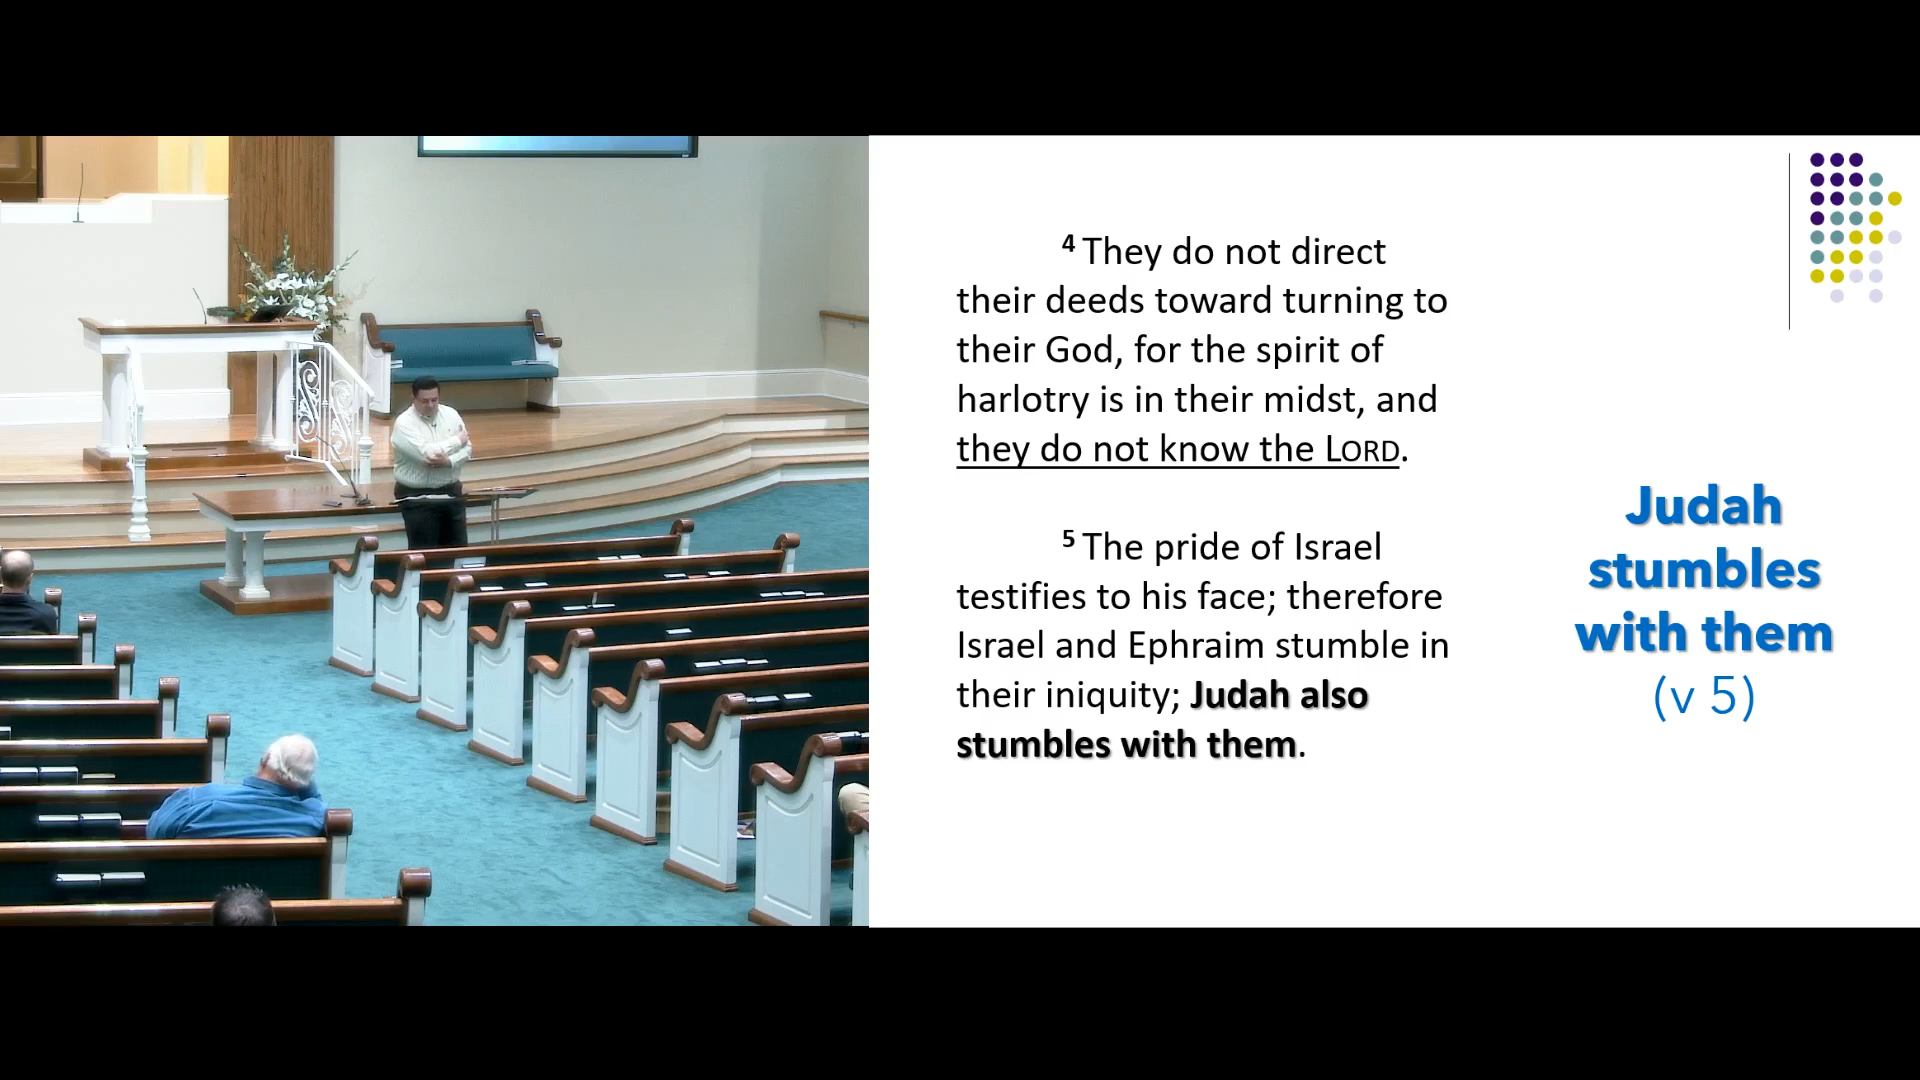 4 They do not direct
their deeds toward turning to
their God, for the spirit of
harlotry is in their midst, and
they do not know the LORD.
5 The pride of Israel
testifies to his face; therefore
Israel and Ephraim stumble in
their iniquity; Judah also
stumbles with them.
Judah
stumbles
with them
(v 5)